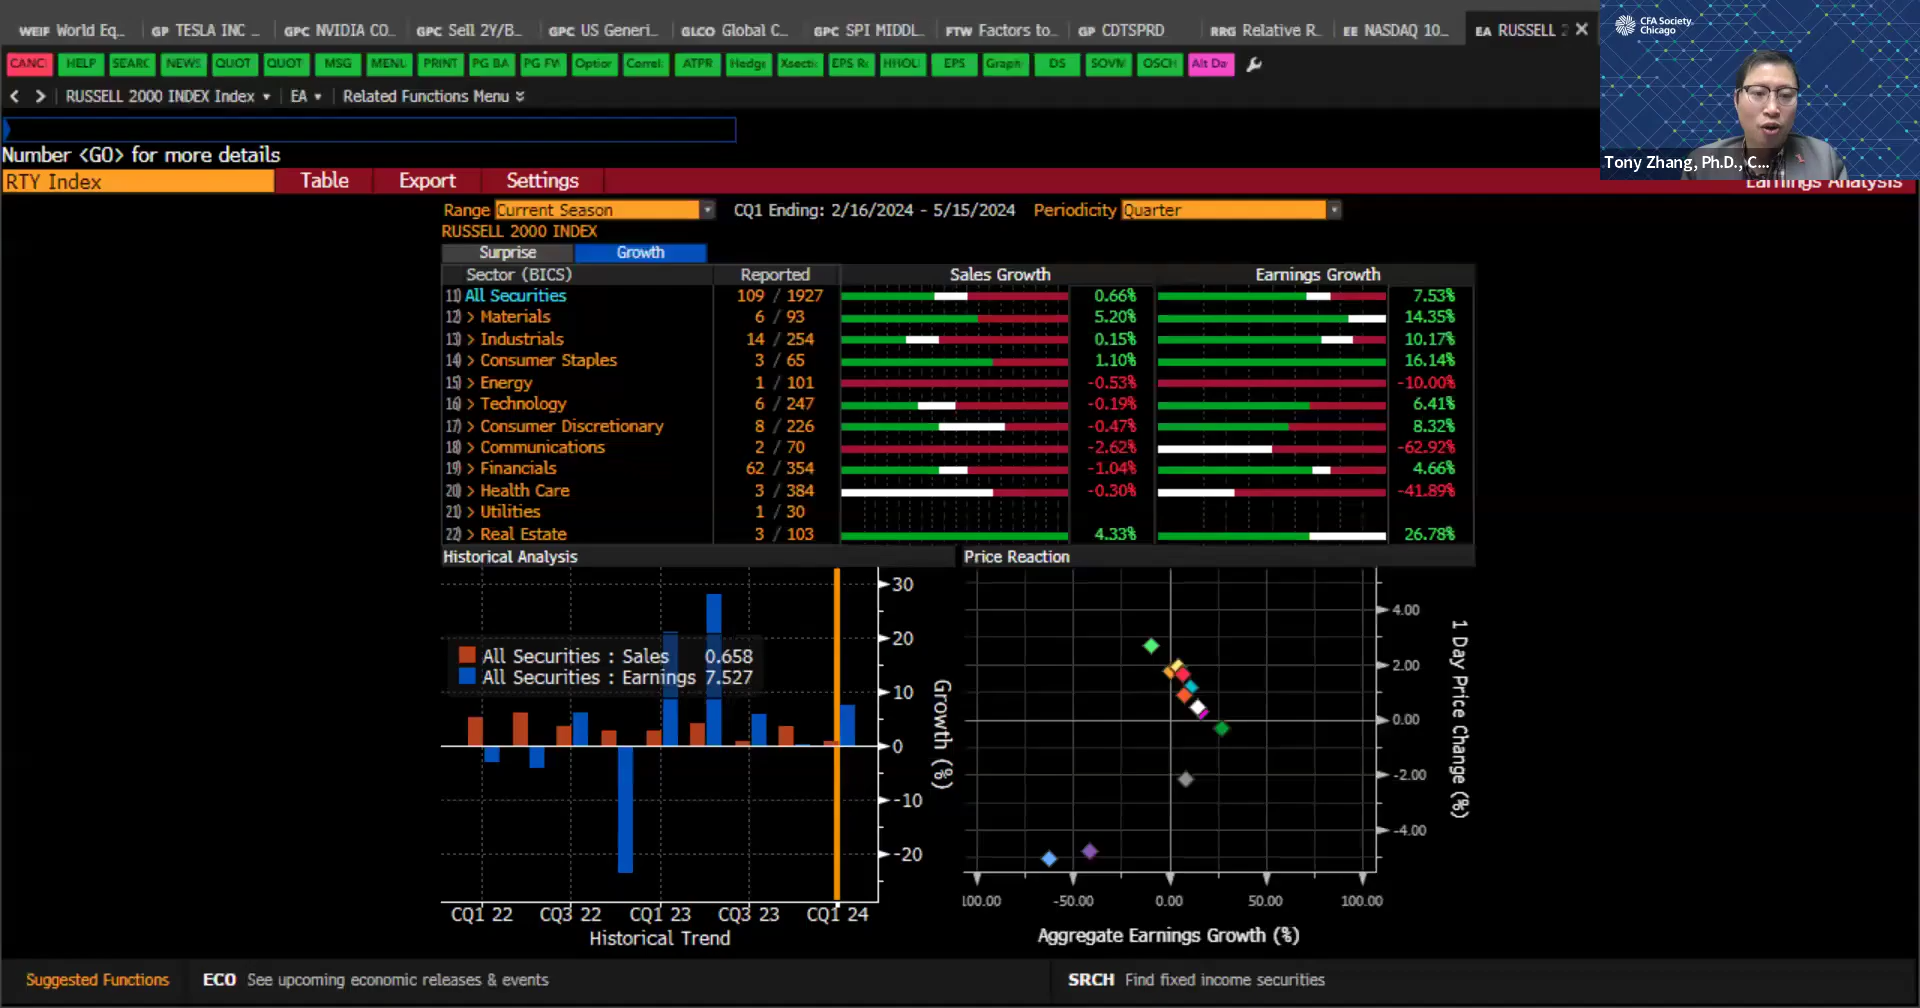 WEIF World Eq...
GP TESLA INC ...
GPC NVIDIA CO...
GPC Sell 2Y/B...
GPC US Generi...
GLCO Global C...
GPC SPI MIDDL...
FTW Factors to...
GP CDTSPRD
RRG Relative R...
EE NASDAQ 10...
EA RUSSELL 2
CFA Society
Chicago
CANC HELP SEARC NEWS QUOT QUOT MSG MENU PRINT PG BA PG FW Option Correl ATPR Hedge Xsecti EPS Re HHOU EPS Graph DS SOVM OSCH Alt Da
RUSSELL 2000 INDEX Index EA Related Functions Menu
Tony Zhang, Ph.D., C...
Number <GO> for more details
RTY Index Table Export Settings Earnings Analysis
Range Current Season CQ1 Ending: 2/16/2024 - 5/15/2024 Periodicity Quarter
RUSSELL 2000 INDEX
Surprise Growth
Sector (BICS) Reported Sales Growth Earnings Growth
11) All Securities 109 / 1927 0.66% 7.53%
12) > Materials 6 / 93 5.20% 14.35%
13) > Industrials 14 / 254 0.15% 10.17%
14) > Consumer Staples 3 / 65 1.10% 16.14%
15) > Energy 1 / 101 -0.53% -10.00%
16) > Technology 6 / 247 -0.19% 6.41%
17) > Consumer Discretionary 8 / 226 -0.47% 8.32%
18) > Communications 2 / 70 -2.62% -62.92%
19) > Financials 62 / 354 -1.04% 4.66%
20) > Health Care 3 / 384 -0.30% -41.89%
21) > Utilities 1 / 30
22) > Real Estate 3 / 103 4.33% 26.78%
Historical Analysis
30
20
10
0
-10
-20
Growth (%)
All Securities : Sales 0.658
All Securities : Earnings 7.527
CQ1 22 CQ3 22 CQ1 23 CQ3 23 CQ1 24
Historical Trend
Price Reaction
4.00
2.00
0.00
-2.00
-4.00
1 Day Price Change (%)
100.00 -50.00 0.00 50.00 100.00
Aggregate Earnings Growth (%)
Suggested Functions ECO See upcoming economic releases & events SRCH Find fixed income securities